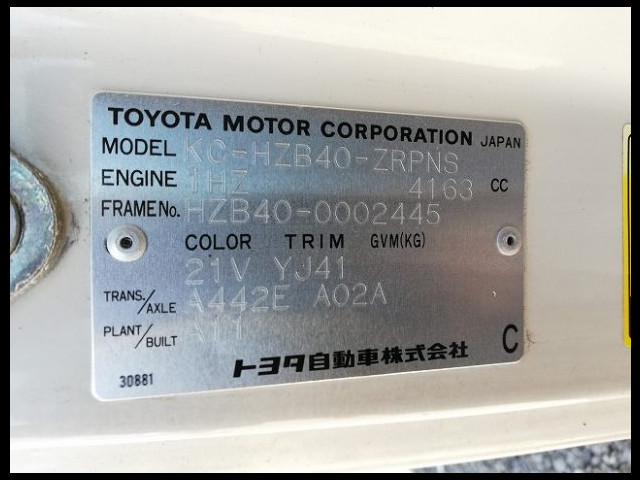 TOYOTA MOTOR CORPORATION JAPAN
MODEL KC-HZB40-ZRPNS
ENGINE 1HZ 4163 CC
FRAME No. HZB40-0002445
COLOR TRIM GVM(KG)
21V YJ41
TRANS./AXLE A442E A02A
PLANT/BUILT A11
トヨタ自動車株式会社 C
30881